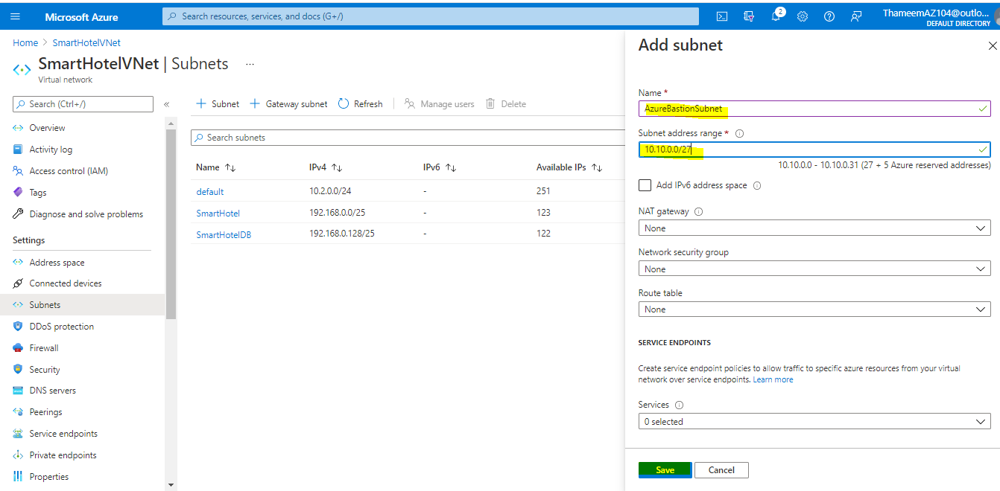 Microsoft Azure
Search resources, services, and docs (G+/)
2
ThameemAZ104@outlo...
DEFAULT DIRECTORY
Home > SmartHotelVNet
SmartHotelVNet | Subnets ...
Virtual network
Search (Ctrl+/)
«
Overview
Activity log
Access control (IAM)
Tags
Diagnose and solve problems
Settings
Address space
Connected devices
Subnets
DDoS protection
Firewall
Security
DNS servers
Peerings
Service endpoints
Private endpoints
Properties
+ Subnet + Gateway subnet Refresh Manage users Delete
Search subnets
Name ↑↓ IPv4 ↑↓ IPv6 ↑↓ Available IPs ↑↓
default 10.2.0.0/24 - 251
SmartHotel 192.168.0.0/25 - 123
SmartHotelDB 192.168.0.128/25 - 122
Add subnet
Name *
AzureBastionSubnet
Subnet address range *
10.10.0.0/27
10.10.0.0 - 10.10.0.31 (27 + 5 Azure reserved addresses)
Add IPv6 address space
NAT gateway
None
Network security group
None
Route table
None
SERVICE ENDPOINTS
Create service endpoint policies to allow traffic to specific azure resources from your virtual
network over service endpoints. Learn more
Services
0 selected
Save Cancel